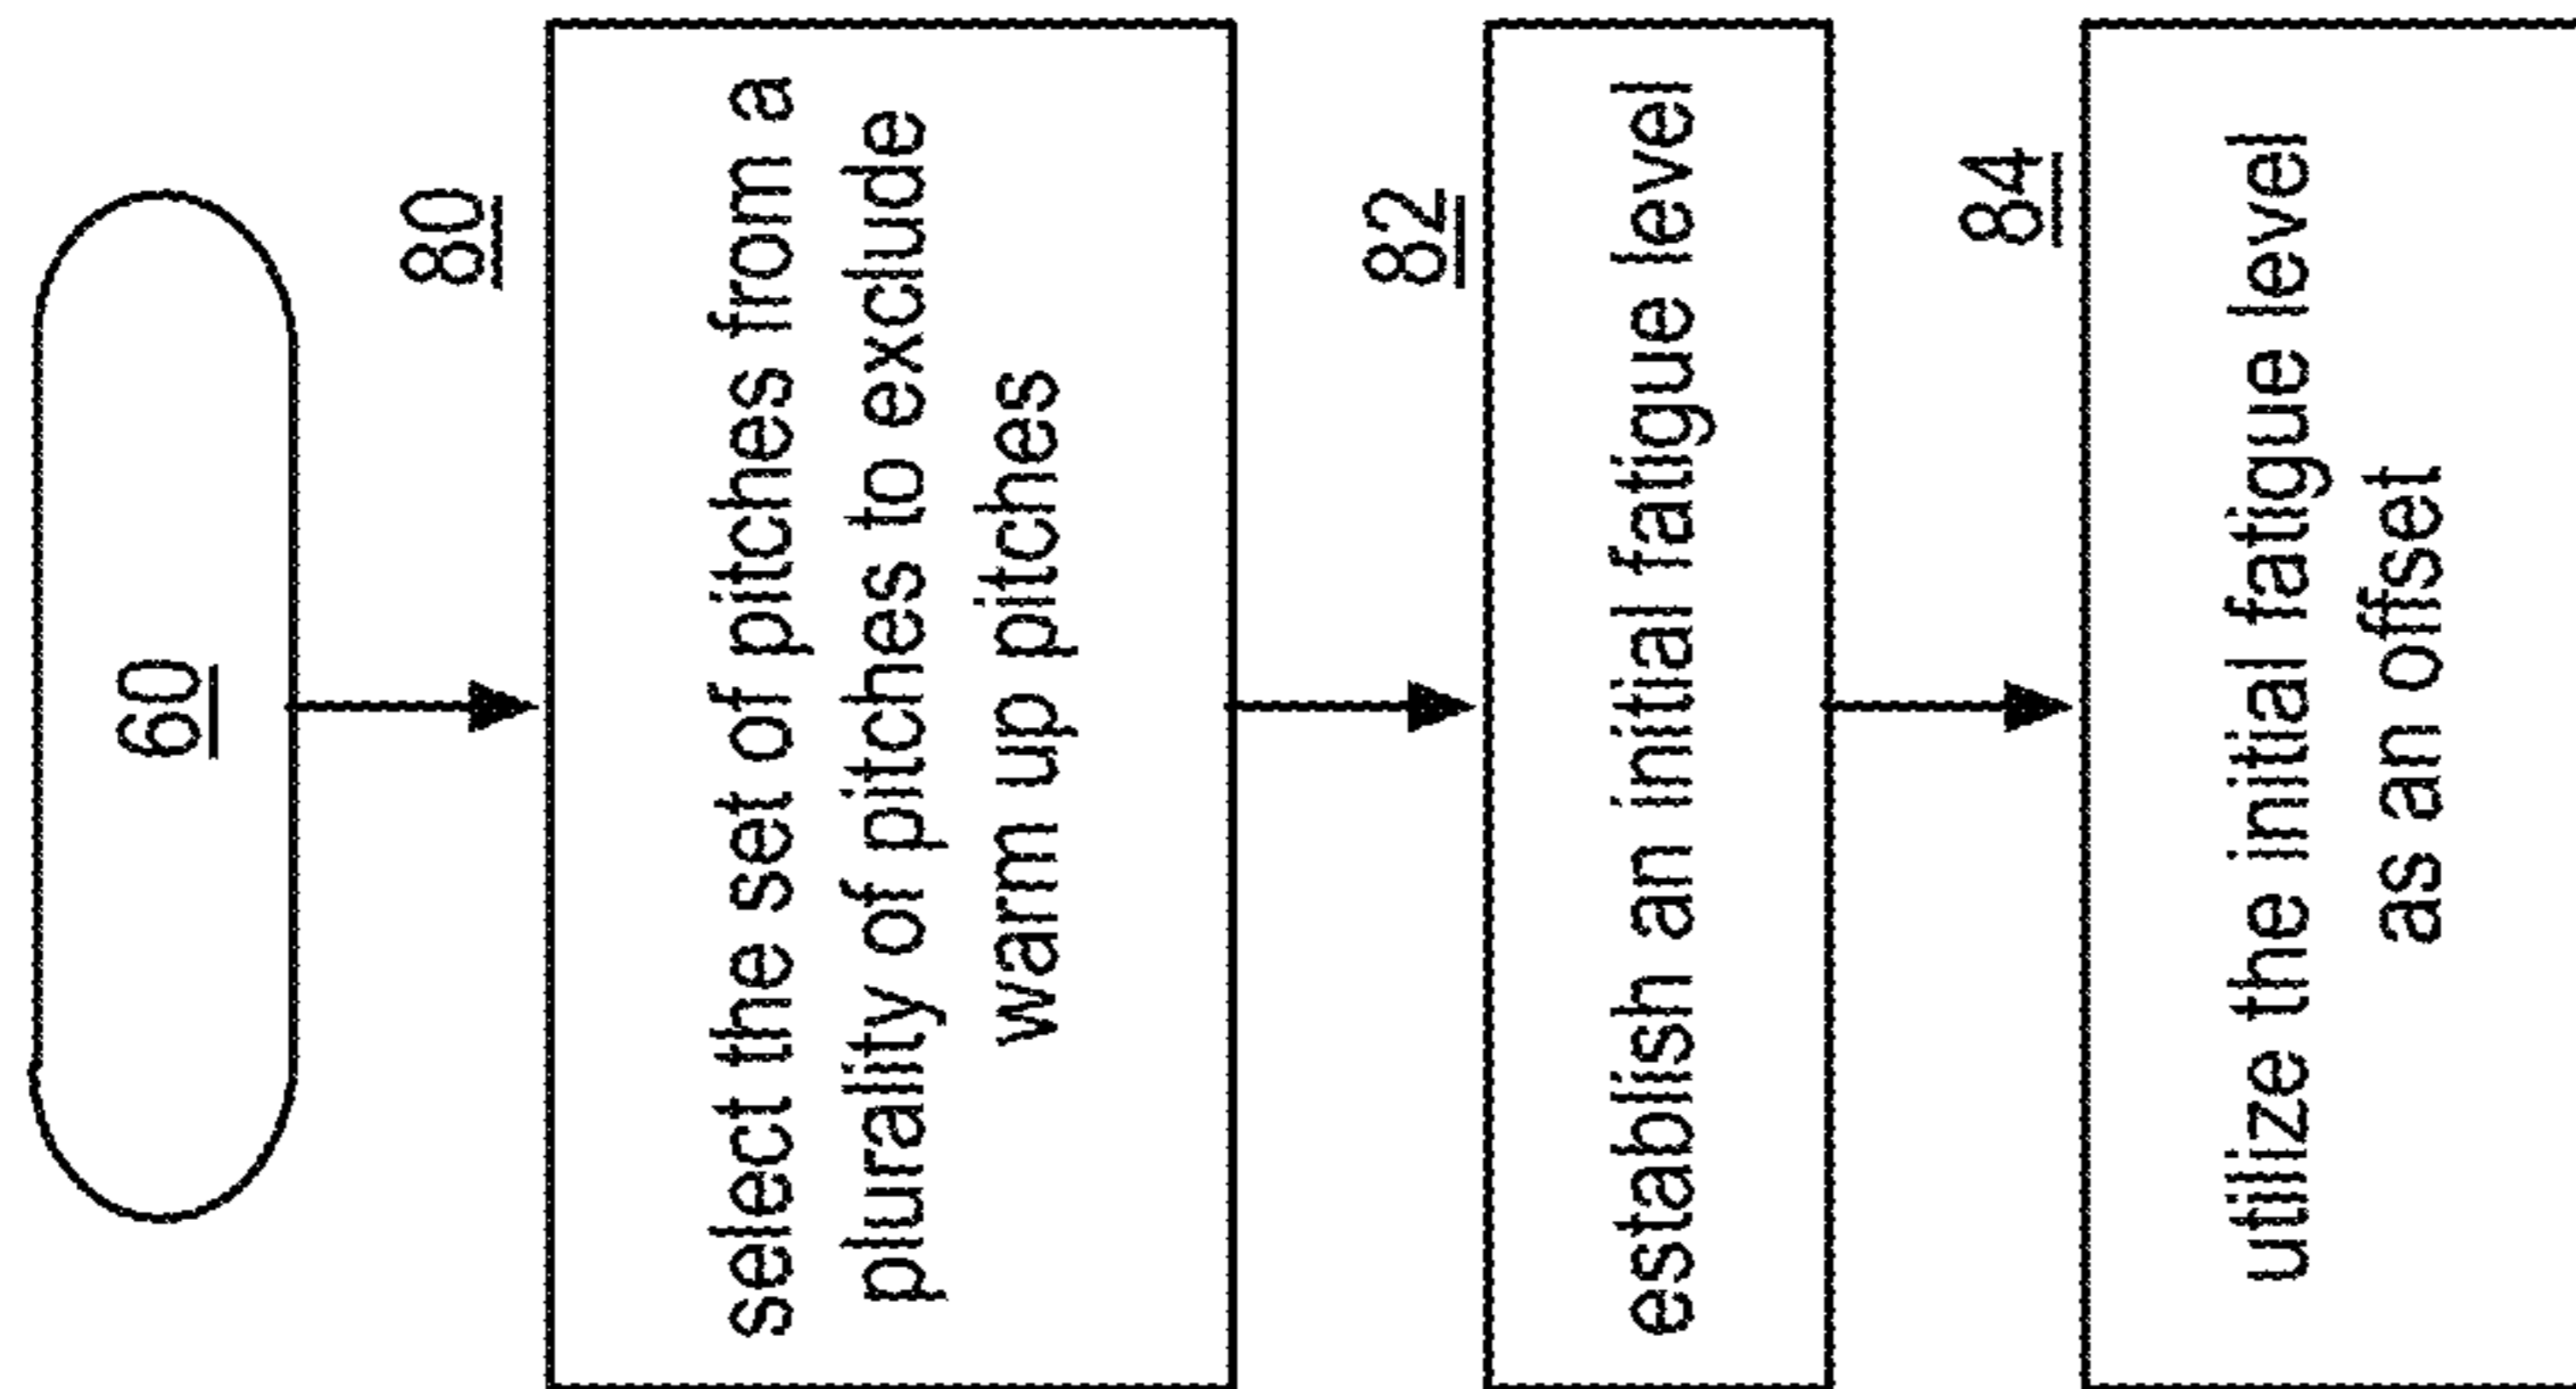 60
80
select the set of pitches from a
plurality of pitches to exclude
warm up pitches
82
establish an initial fatigue level
84
utilize the initial fatigue level
as an offset